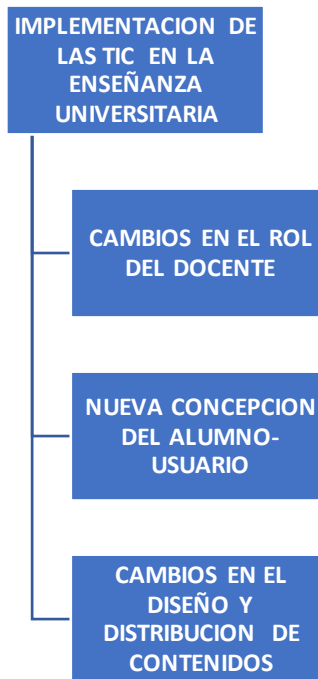 IMPLEMENTACION DE
LAS TIC EN LA
ENSEÑANZA
UNIVERSITARIA
CAMBIOS EN EL ROL
DEL DOCENTE
NUEVA CONCEPCION
DEL ALUMNO-
USUARIO
CAMBIOS EN EL
DISEÑO Y
DISTRIBUCION DE
CONTENIDOS